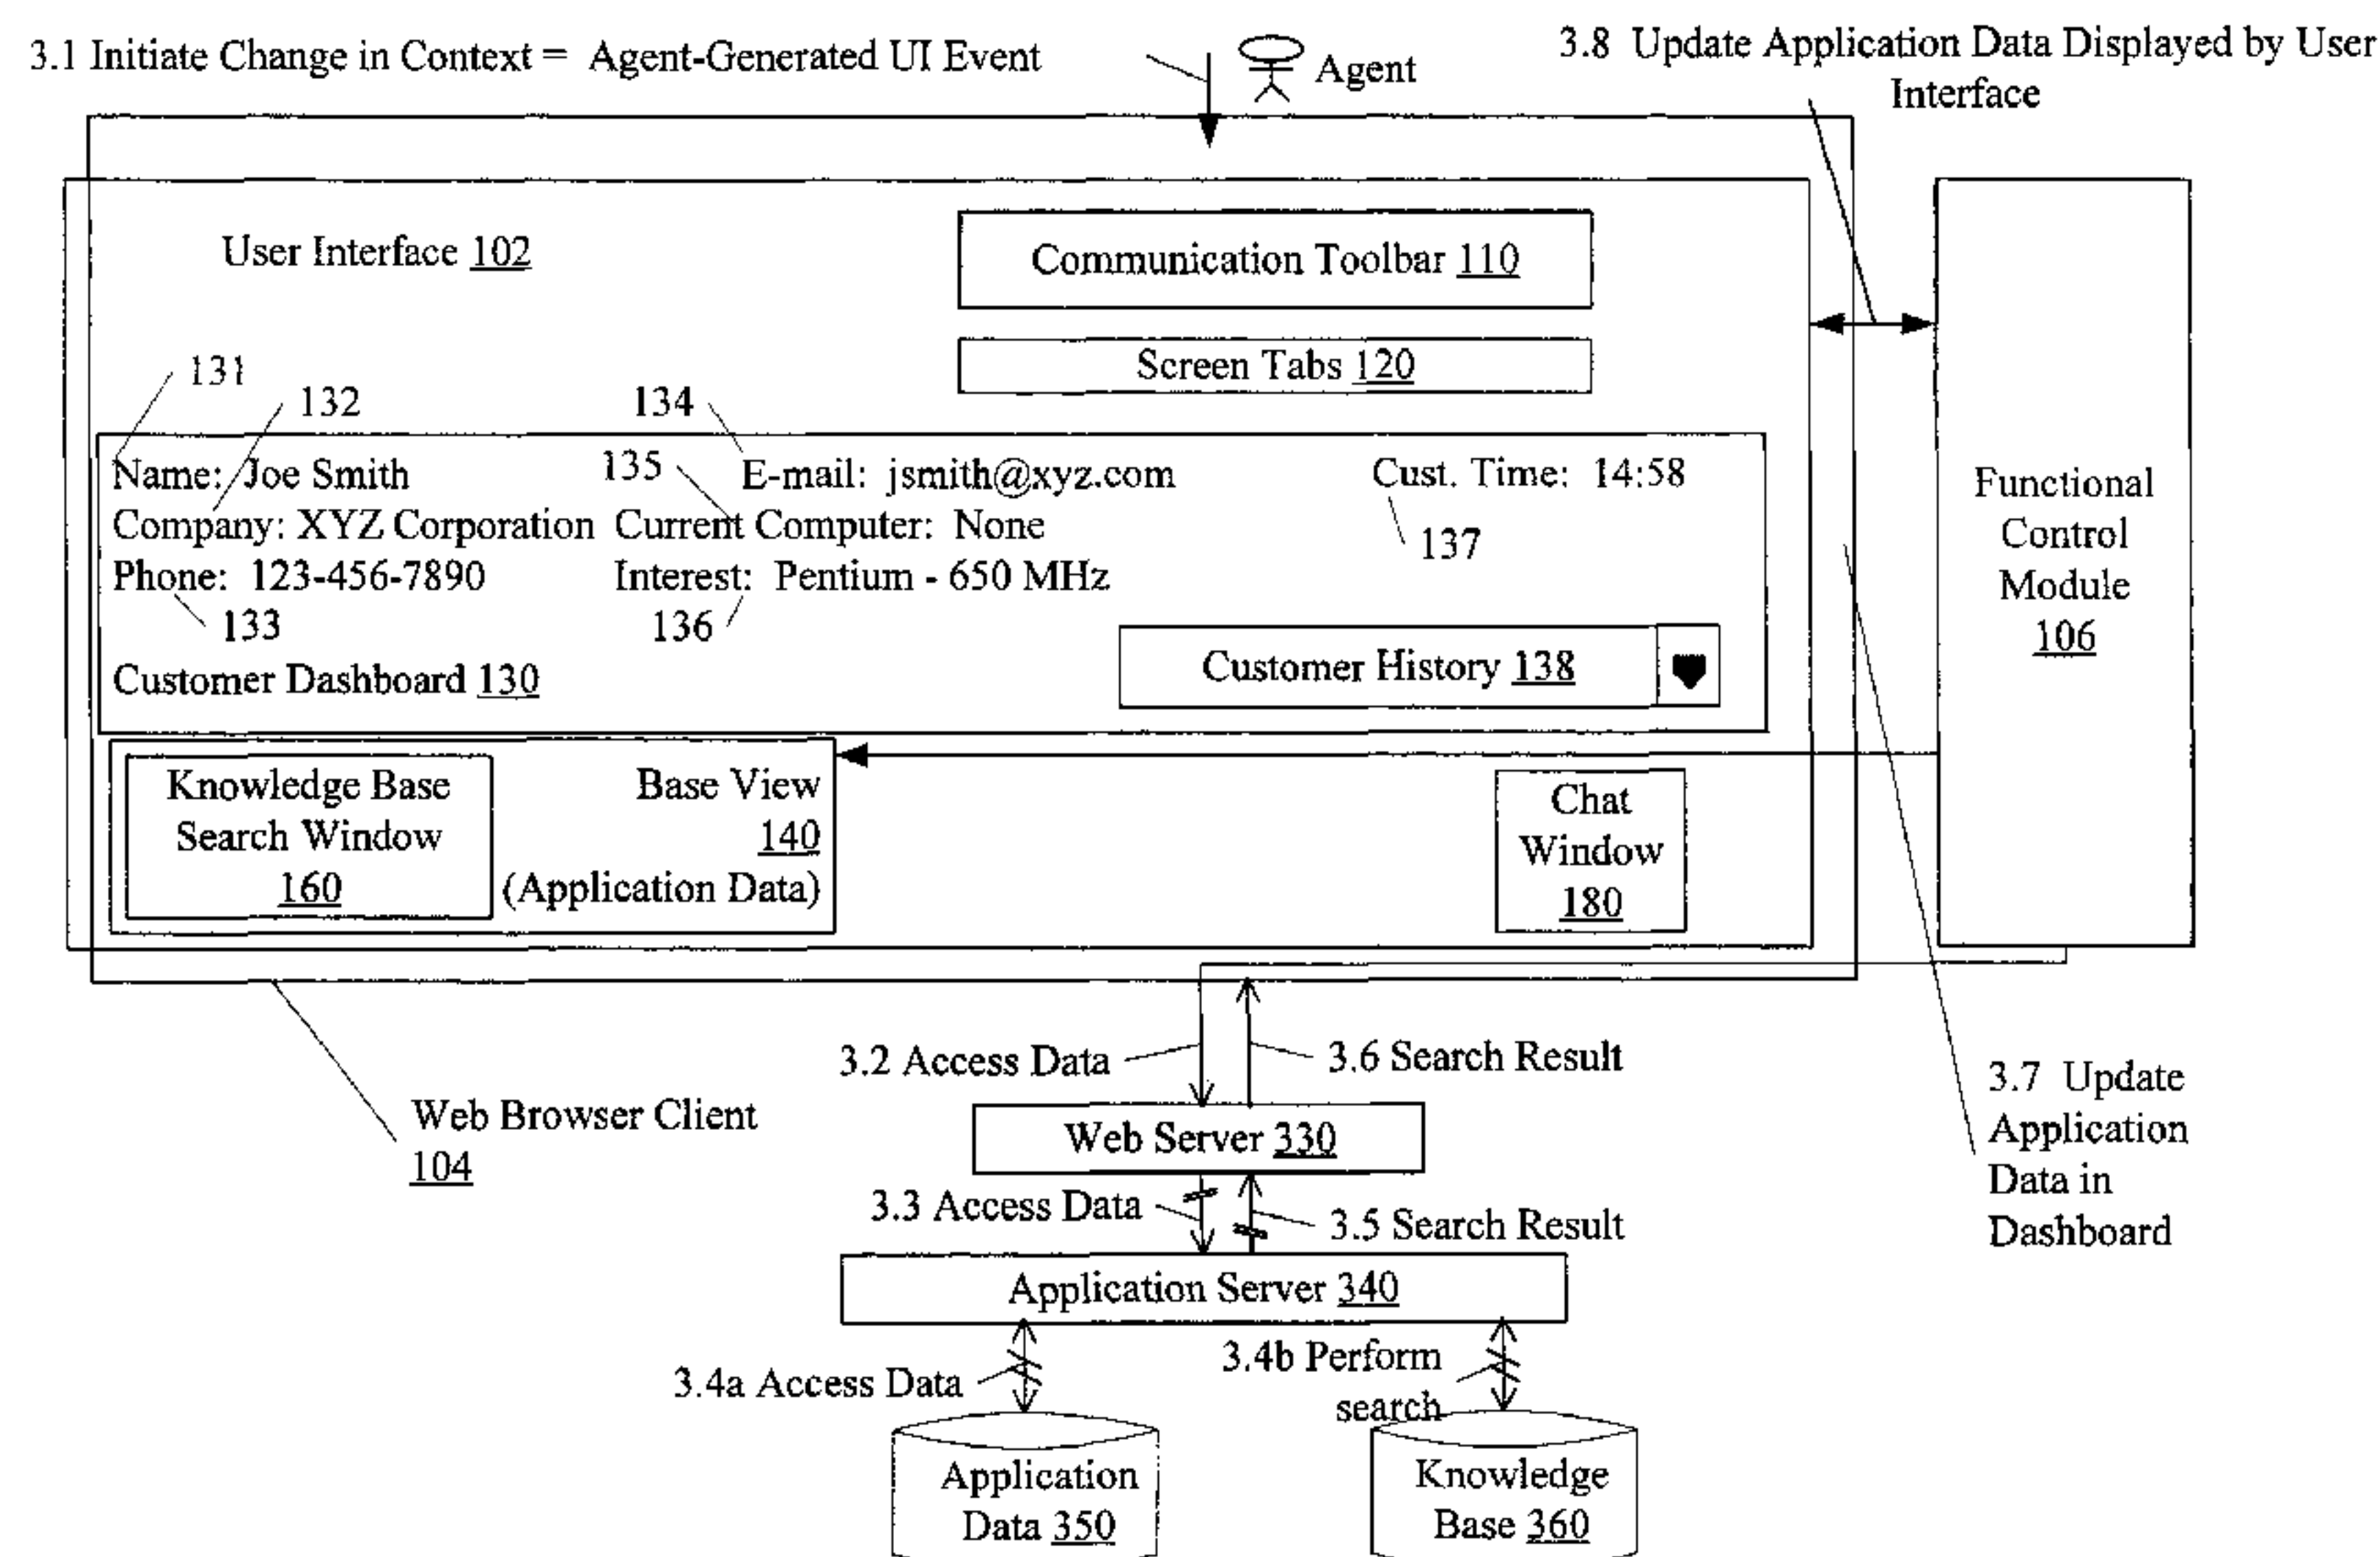 3.1 Initiate Change in Context = Agent-Generated UI Event
Agent
3.8 Update Application Data Displayed by User
Interface
User Interface 102
Communication Toolbar 110
Screen Tabs 120
131
132
134
Name: Joe Smith
135
E-mail: jsmith@xyz.com
Cust. Time: 14:58
Company: XYZ Corporation
Current Computer: None
137
Phone: 123-456-7890
Interest: Pentium - 650 MHz
133
136
Customer Dashboard 130
Customer History 138
Functional
Control
Module
106
Knowledge Base
Search Window
160
Base View
140
(Application Data)
Chat
Window
180
3.2 Access Data
3.6 Search Result
3.7 Update
Application
Data in
Dashboard
Web Browser Client
104
Web Server 330
3.3 Access Data
3.5 Search Result
Application Server 340
3.4a Access Data
3.4b Perform
search
Application
Data 350
Knowledge
Base 360